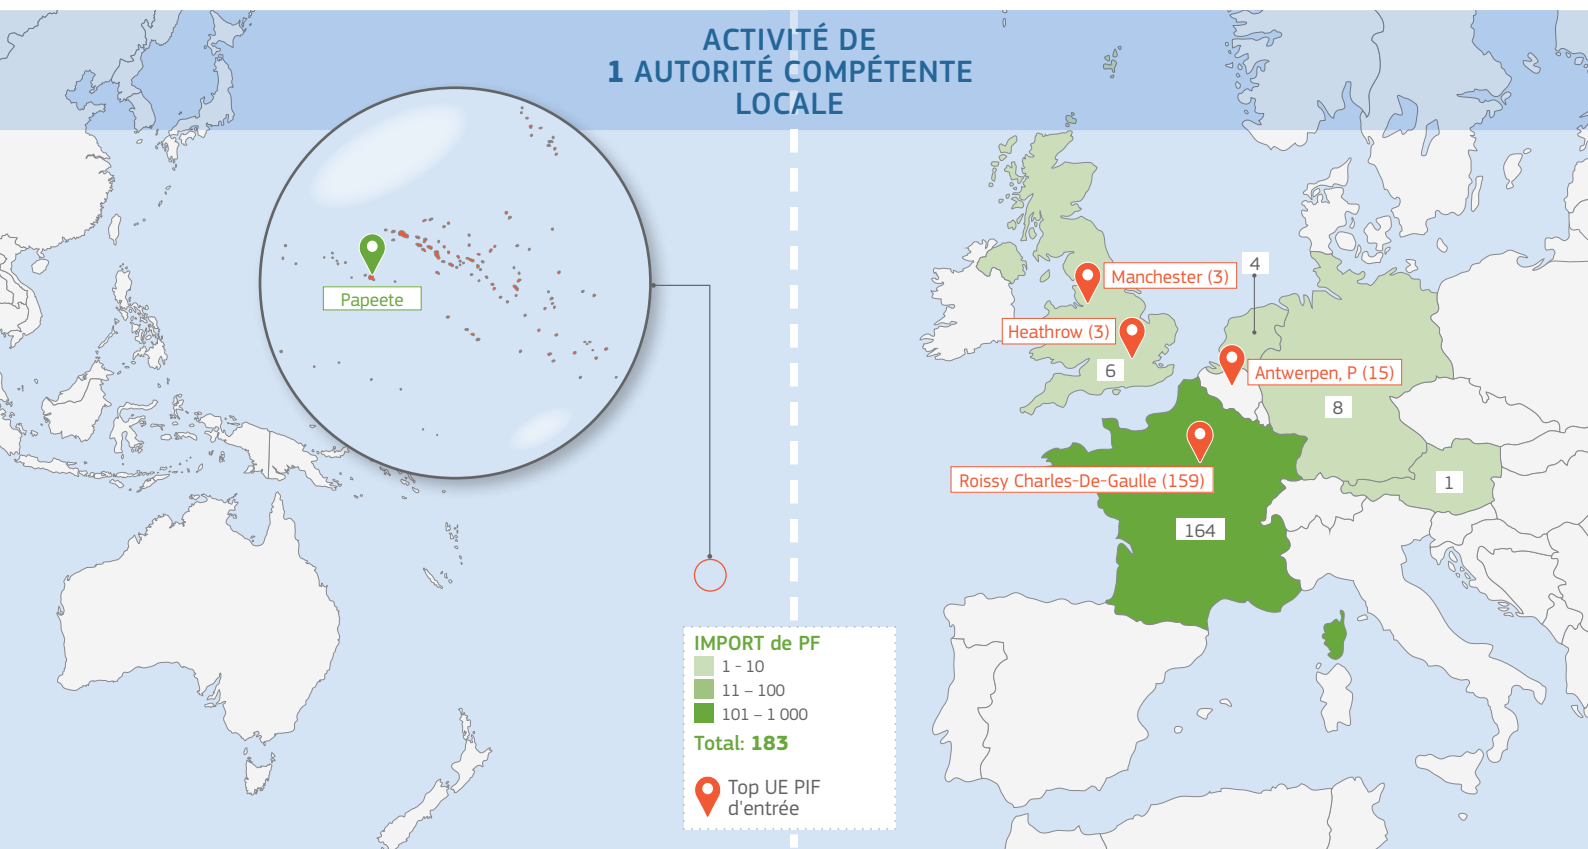 ACTIVITÉ DE
1 AUTORITÉ COMPÉTENTE
LOCALE
Papeete
Manchester (3)
4
Heathrow (3)
6
Antwerpen, P (15)
8
Roissy Charles-De-Gaulle (159)
1
164
IMPORT de PF
1 - 10
11 – 100
101 – 1 000
Total: 183
Top UE PIF
d'entrée